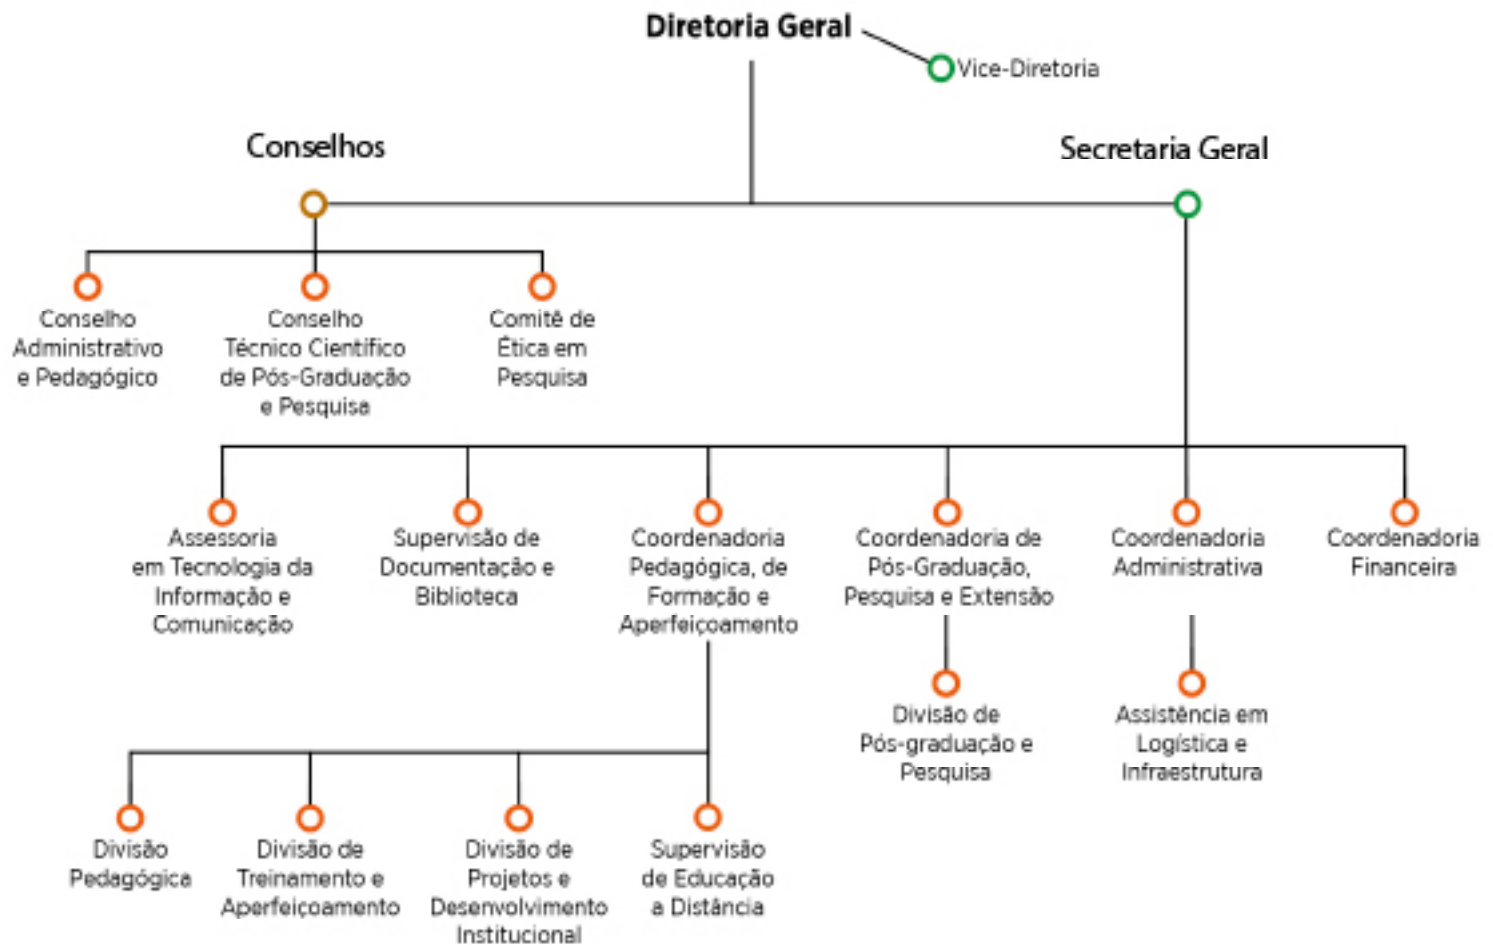 Diretoria Geral
Vice-Diretoria
Conselhos
Secretaria Geral
Conselho
Administrativo
e Pedagógico
Conselho
Técnico Científico
de Pós-Graduação
e Pesquisa
Comitê de
Ética em
Pesquisa
Assessoria
em Tecnologia da
Informação e
Comunicação
Supervisão de
Documentação e
Biblioteca
Coordenadoria
Pedagógica, de
Formação e
Aperfeiçoamento
Coordenadoria de
Pós-Graduação,
Pesquisa e Extensão
Coordenadoria
Administrativa
Coordenadoria
Financeira
Divisão de
Pós-graduação e
Pesquisa
Assistência em
Logística e
Infraestrutura
Divisão
Pedagógica
Divisão de
Treinamento e
Aperfeiçoamento
Divisão de
Projetos e
Desenvolvimento
Institucional
Supervisão
de Educação
a Distância